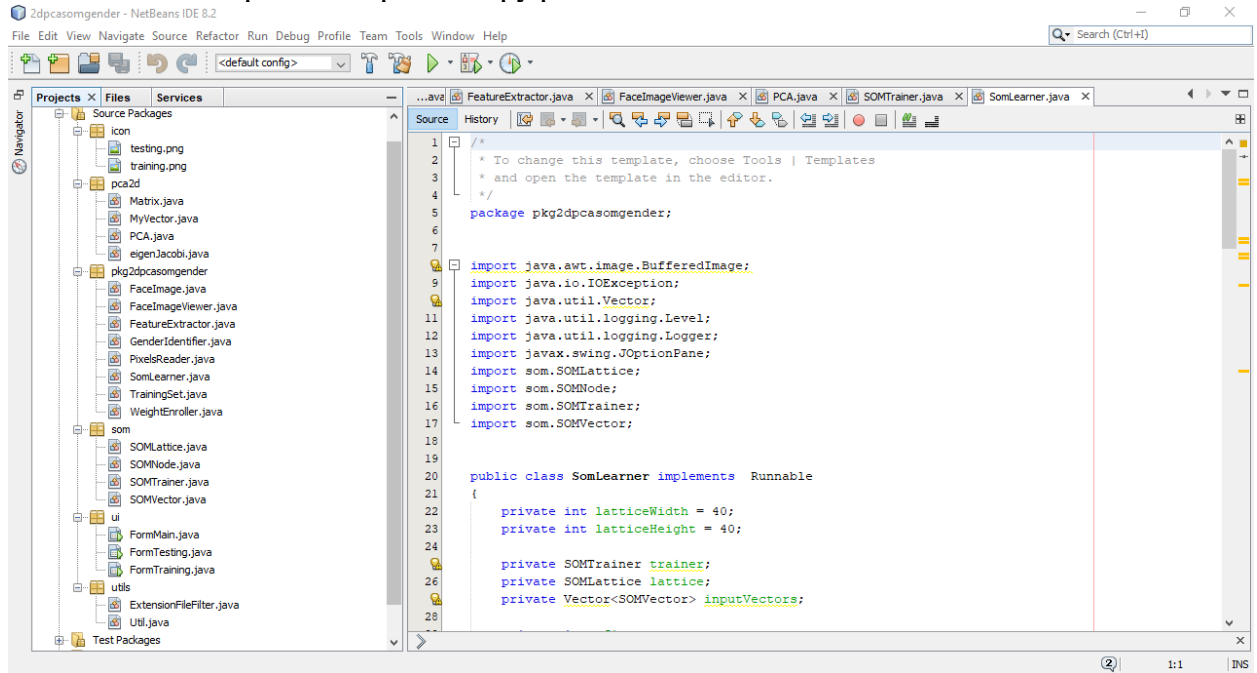 2dpcasomgender - NetBeans IDE 8.2
File Edit View Navigate Source Refactor Run Debug Profile Team Tools Window Help
Search (Ctrl+I)
<default config>
Projects Files Services
...ava FeatureExtractor.java FaceImageViewer.java PCA.java SOMTrainer.java SomLearner.java
Navigator
Source Packages
icon
testing.png
training.png
pca2d
Matrix.java
MyVector.java
PCA.java
eigenJacobi.java
pkg2dpcasomgender
FaceImage.java
FaceImageViewer.java
FeatureExtractor.java
GenderIdentifier.java
PixelsReader.java
SomLearner.java
TrainingSet.java
WeightEnroller.java
som
SOMLattice.java
SOMNode.java
SOMTrainer.java
SOMVector.java
ui
FormMain.java
FormTesting.java
FormTraining.java
utils
ExtensionFileFilter.java
Util.java
Test Packages
Source History
1 /*
2 * To change this template, choose Tools | Templates
3 * and open the template in the editor.
4 */
5 package pkg2dpcasomgender;
6
7
import java.awt.image.BufferedImage;
9 import java.io.IOException;
import java.util.Vector;
11 import java.util.logging.Level;
12 import java.util.logging.Logger;
13 import javax.swing.JOptionPane;
14 import som.SOMLattice;
15 import som.SOMNode;
16 import som.SOMTrainer;
17 import som.SOMVector;
18
19
20 public class SomLearner implements Runnable
21 {
22 private int latticeWidth = 40;
23 private int latticeHeight = 40;
24
private SOMTrainer trainer;
26 private SOMLattice lattice;
private Vector<SOMVector> inputVectors;
28
2 1:1 INS